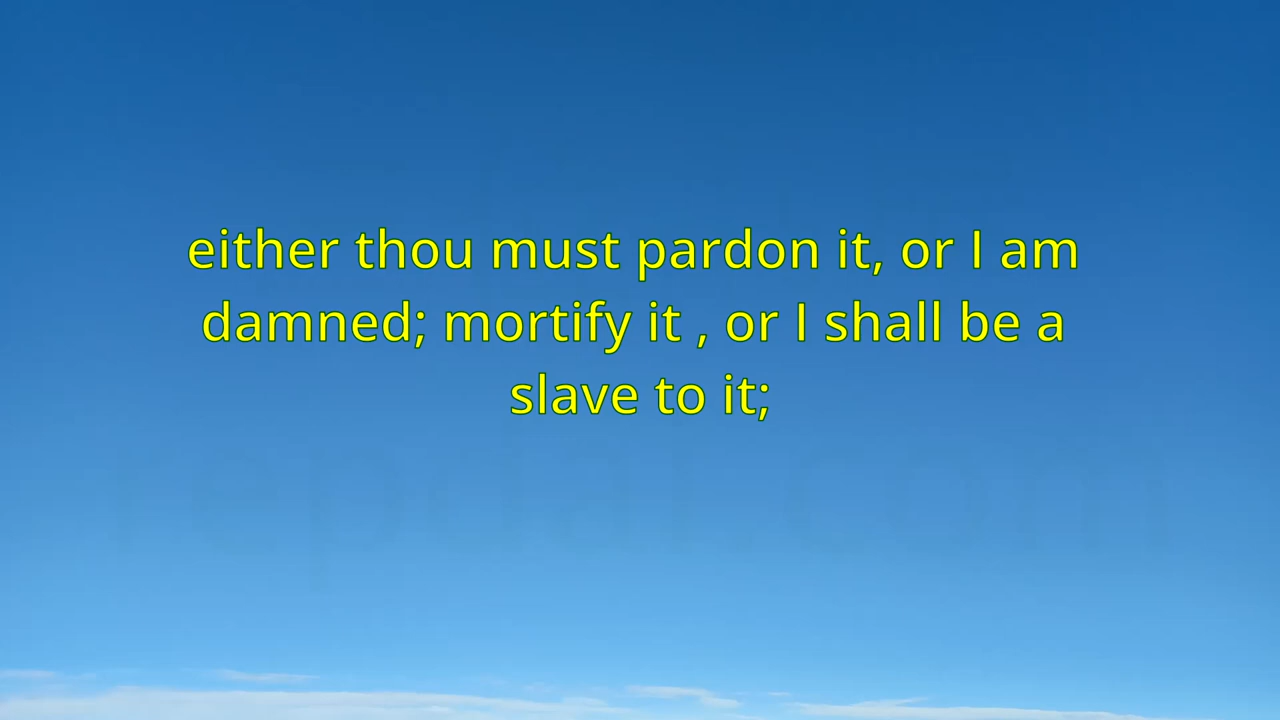 either thou must pardon it, or I am
damned; mortify it , or I shall be a
slave to it;